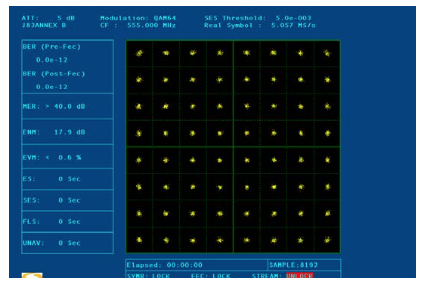 ATT: 5 dB Modulation: QAM64 SES Threshold: 5.0e-003
J83ANNEX B CF : 555.000 MHz Real Symbol : 5.057 MS/s
BER (Pre-Fec)
0.0e-12
BER (Post-Fec)
0.0e-12
MER: > 40.0 dB
ENM: 17.9 dB
EVM: < 0.6 %
ES: 0 Sec
SES: 0 Sec
FLS: 0 Sec
UNAV: 0 Sec
Elapsed: 00:00:00 SAMPLE:8192
SYMB: LOCK FEC: LOCK STREAM: UNLOCK